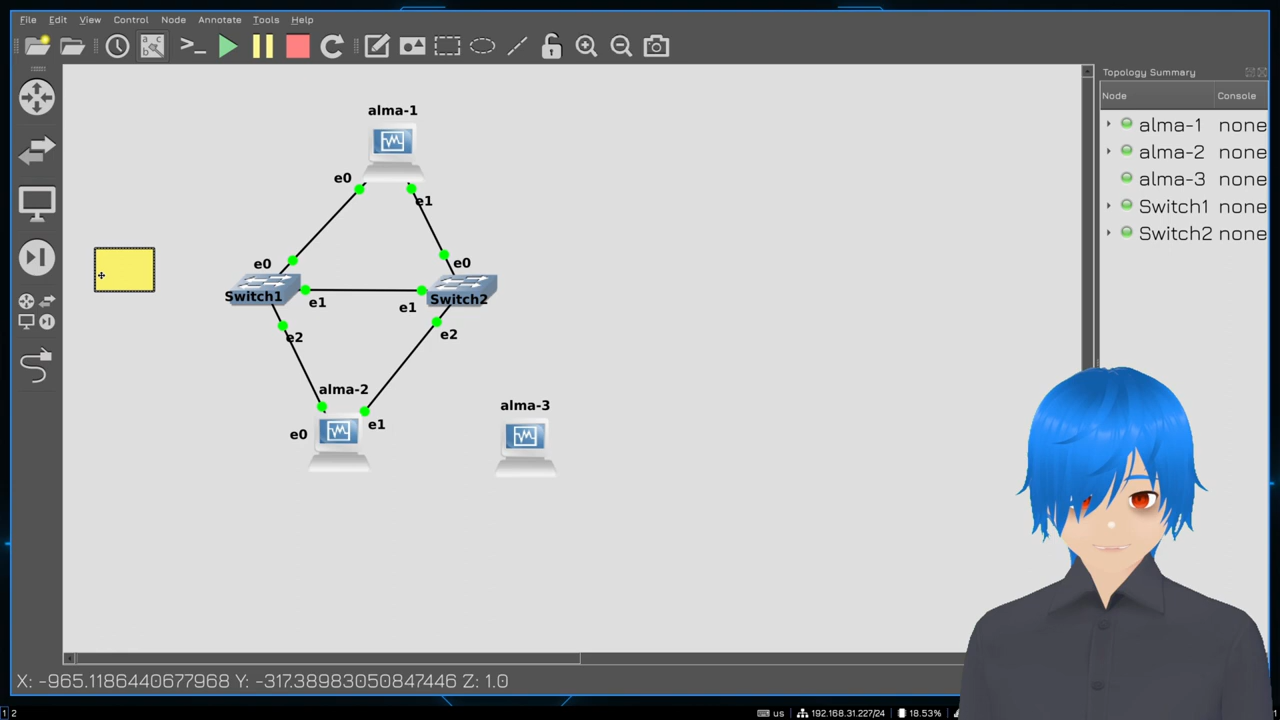 File Edit View Control Node Annotate Tools Help
Topology Summary
Node Console
alma-1 none
alma-2 none
alma-3 none
Switch1 none
Switch2 none
alma-1
e0
e1
e0
e0
Switch1
e1
e1
Switch2
e2
e2
alma-2
e0
e1
alma-3
X: -965.1186440677968 Y: -317.38983050847446 Z: 1.0
1 2
us 192.168.31.227/24 18.53%